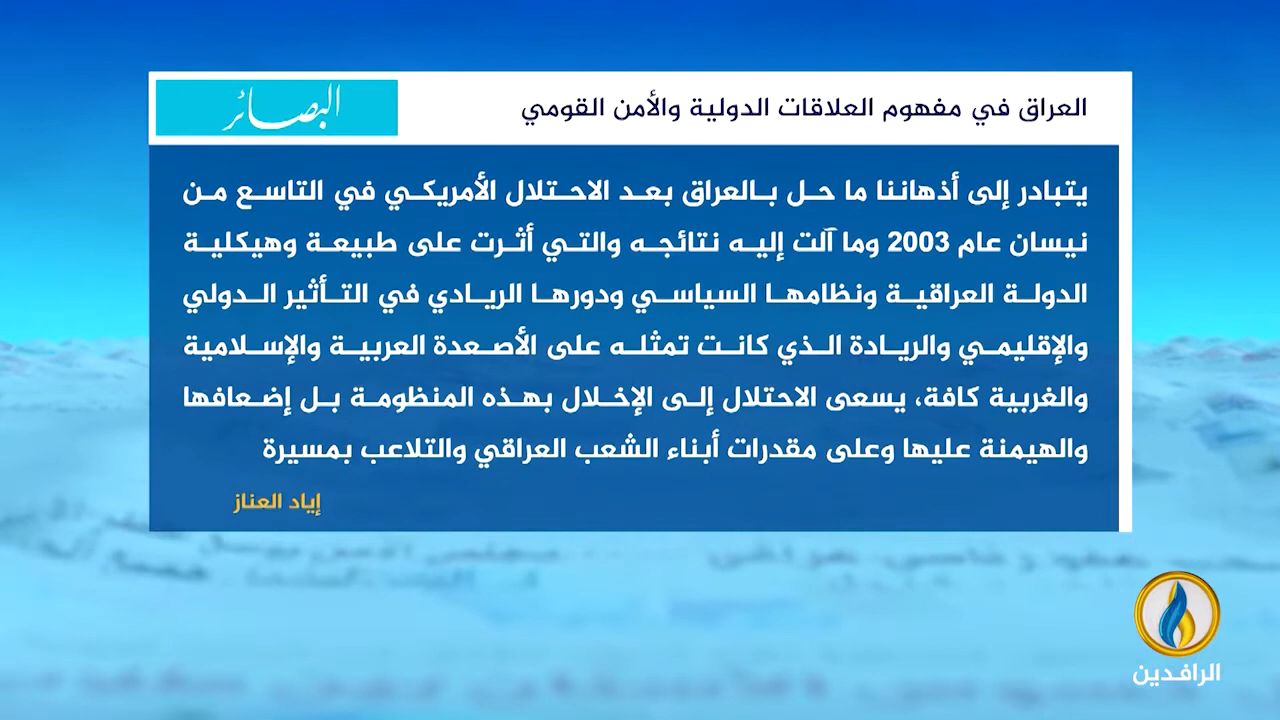 العراق في مفهوم العلاقات الدولية والأمن القومي
البصائر
يتبادر إلى أذهاننا ما حل بالعراق بعد الاحتلال الأمريكي في التاسع من
نيسان عام 2003 وما آلت إليه نتائجه والتي أثرت على طبيعة وهيكلية
الدولة العراقية ونظامها السياسي ودورها الريادي في التأثير الدولي
والإقليمي والريادة الذي كانت تمثله على الأصعدة العربية والإسلامية
والغربية كافة، يسعى الاحتلال إلى الإخلال بهذه المنظومة بل إضعافها
والهيمنة عليها وعلى مقدرات أبناء الشعب العراقي والتلاعب بمسيرة
إياد العناز
الرافدين